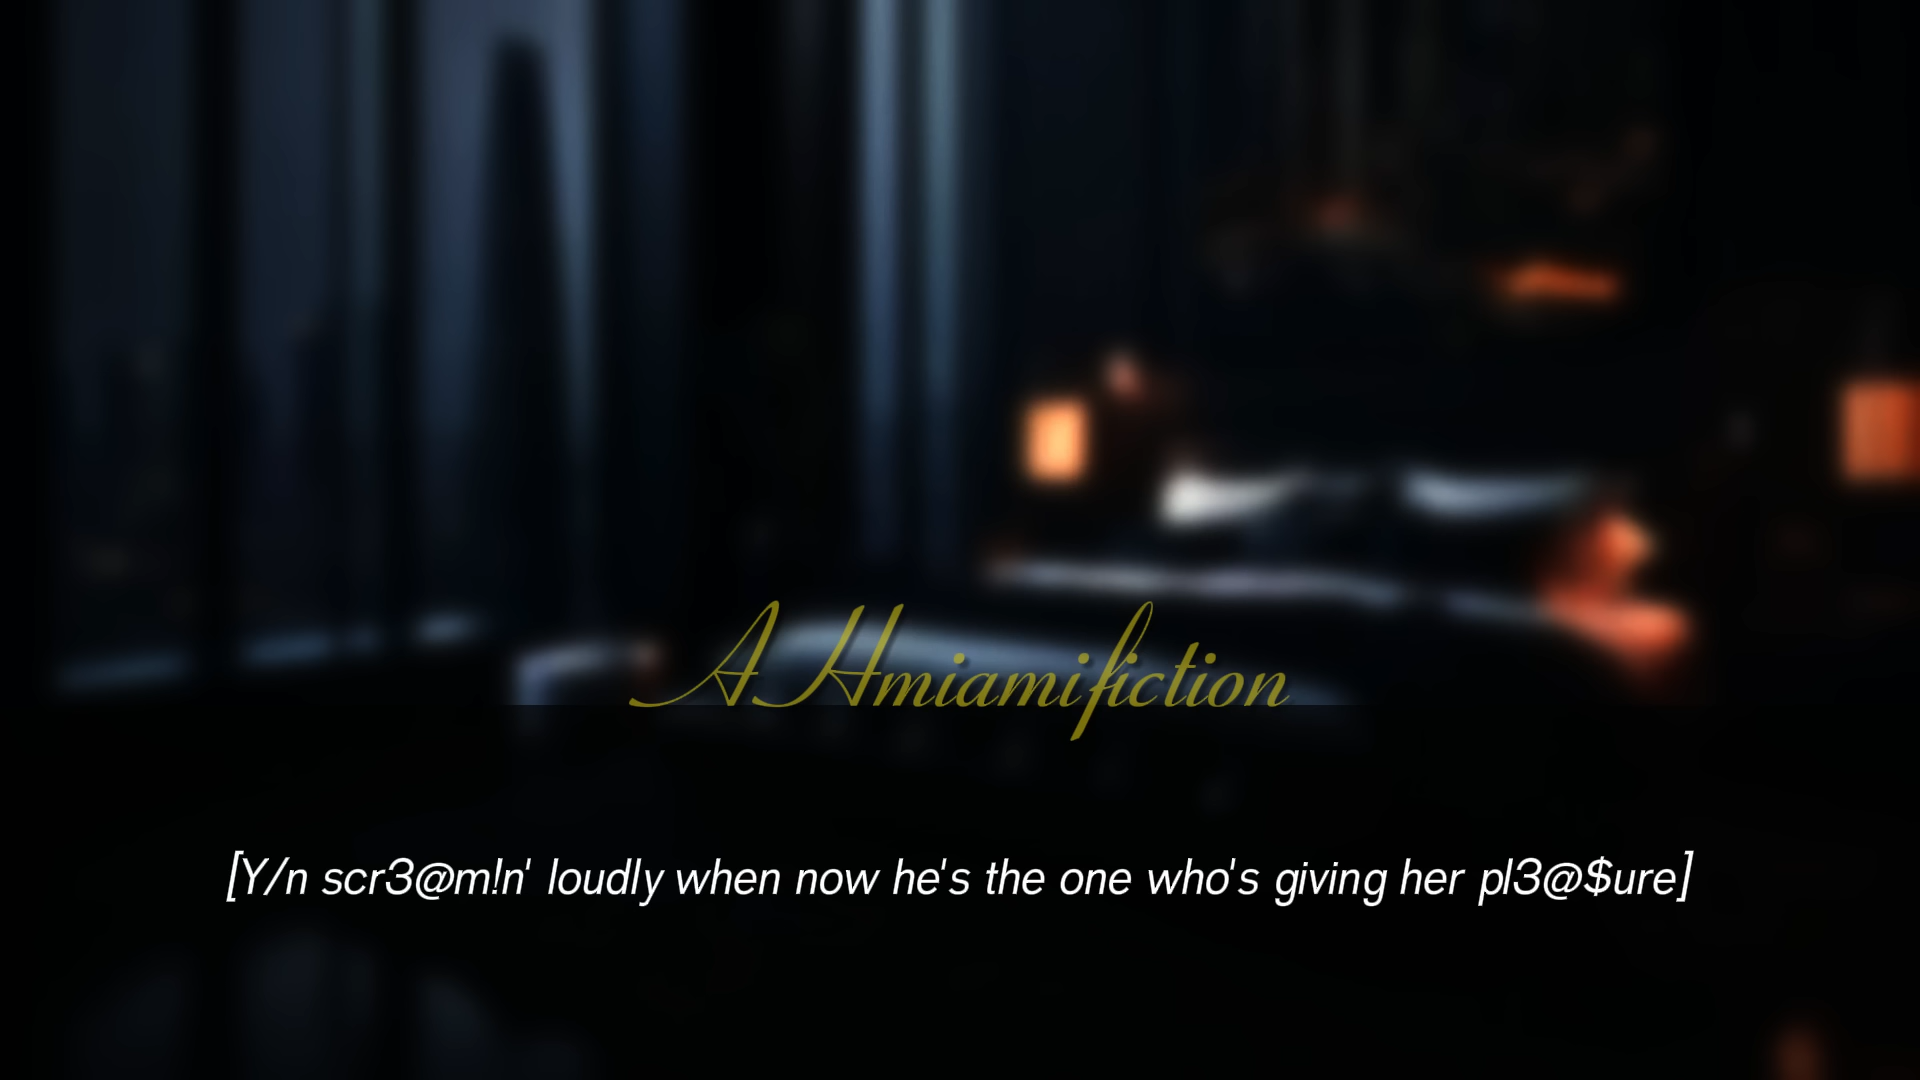 AHmiamifiction
[Y/n scr3@m!n' loudly when now he's the one who's giving her pl3@$ure]